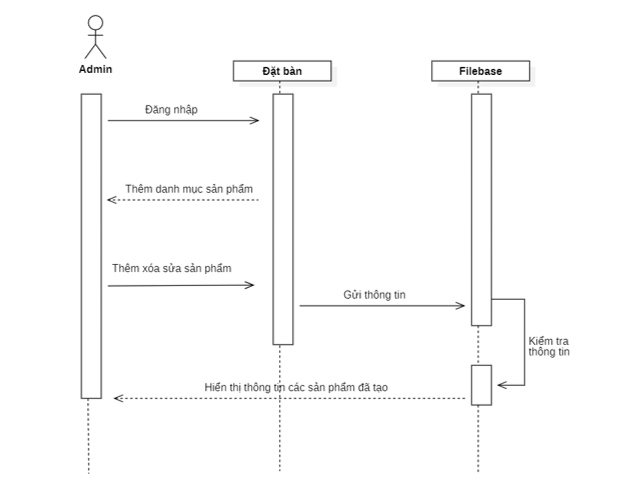 Admin
Đặt bàn
Filebase
Đăng nhập
Thêm danh mục sản phẩm
Thêm xóa sửa sản phẩm
Gửi thông tin
Kiểm tra
thông tin
Hiển thị thông tin các sản phẩm đã tạo